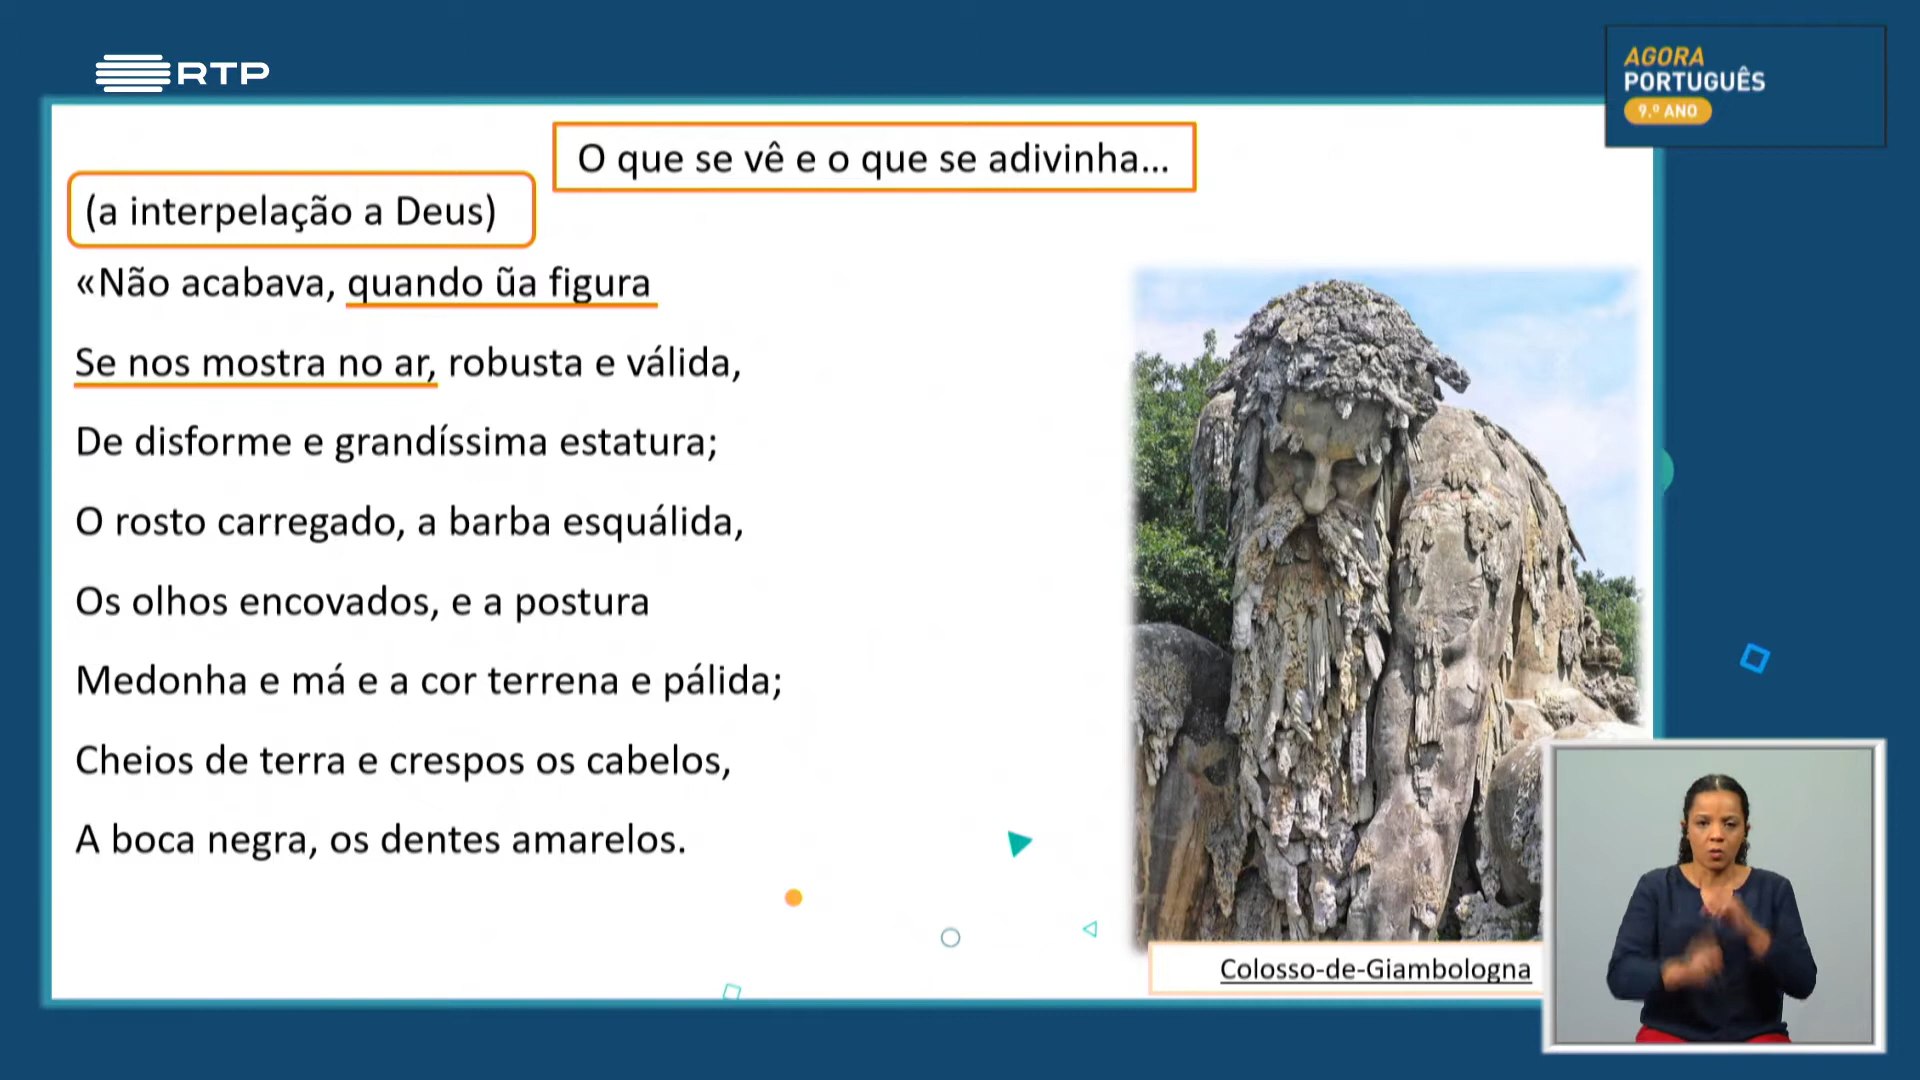 RTP
AGORA
PORTUGUÊS
9.º ANO
O que se vê e o que se adivinha...
(a interpelação a Deus)
«Não acabava, quando ũa figura
Se nos mostra no ar, robusta e válida,
De disforme e grandíssima estatura;
O rosto carregado, a barba esquálida,
Os olhos encovados, e a postura
Medonha e má e a cor terrena e pálida;
Cheios de terra e crespos os cabelos,
A boca negra, os dentes amarelos.
Colosso-de-Giambologna